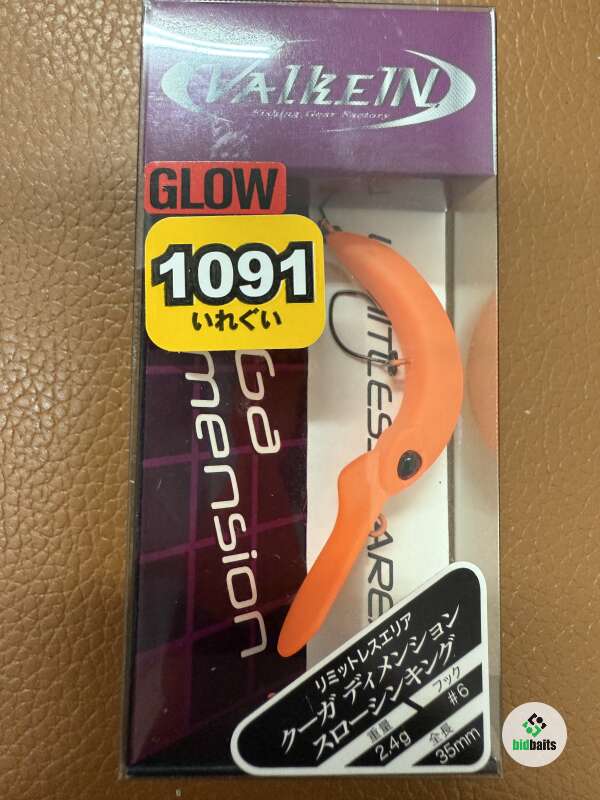 VALKEIN
Fishing Gear Factory
GLOW
1091
いれぐい
Ga
mension
リミットレスエリア
クーガ ディメンション
スローシンキング
重量
2.4g
フック
#6
全長
35mm
bidbaits